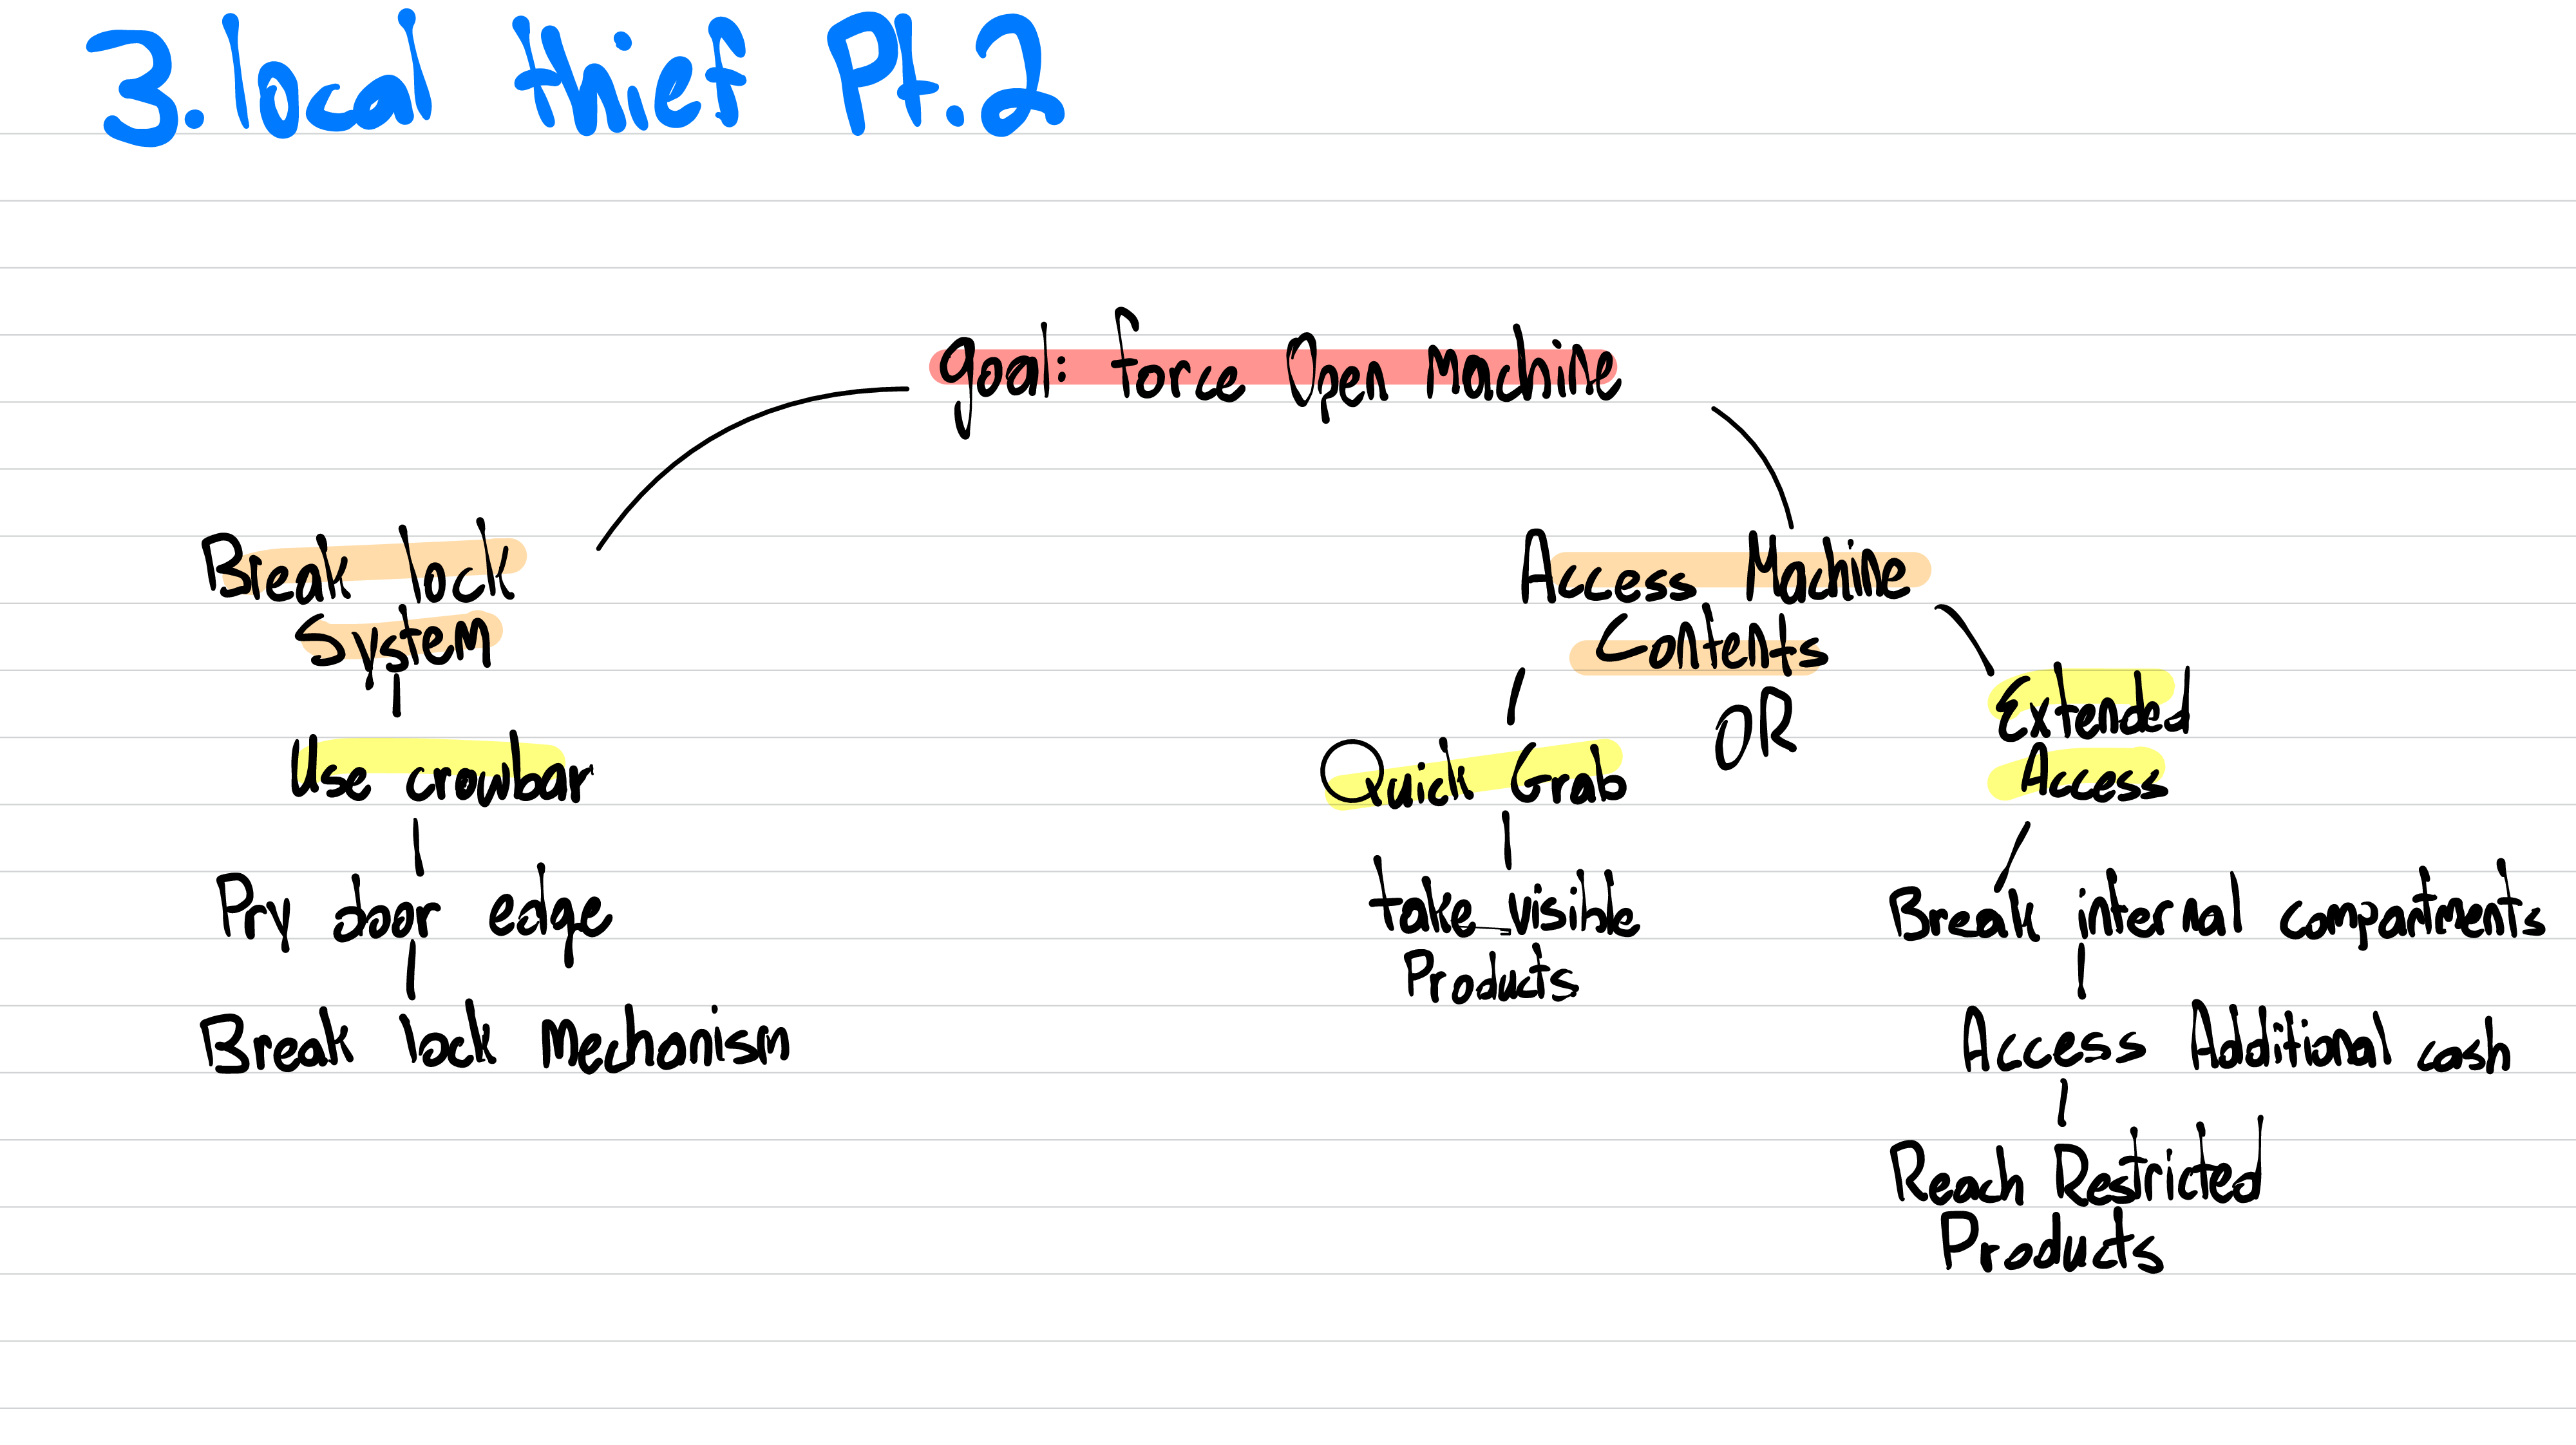 3. local thief Pt.2
goal: force Open Machine
Break lock
System
Use crowbar
Pry door edge
Break lock Mechanism
Access Machine
Contents
OR
Quick Grab
take visible
Products
Extended
Access
Break internal compartments
Access Additional cash
Reach Restricted
Products